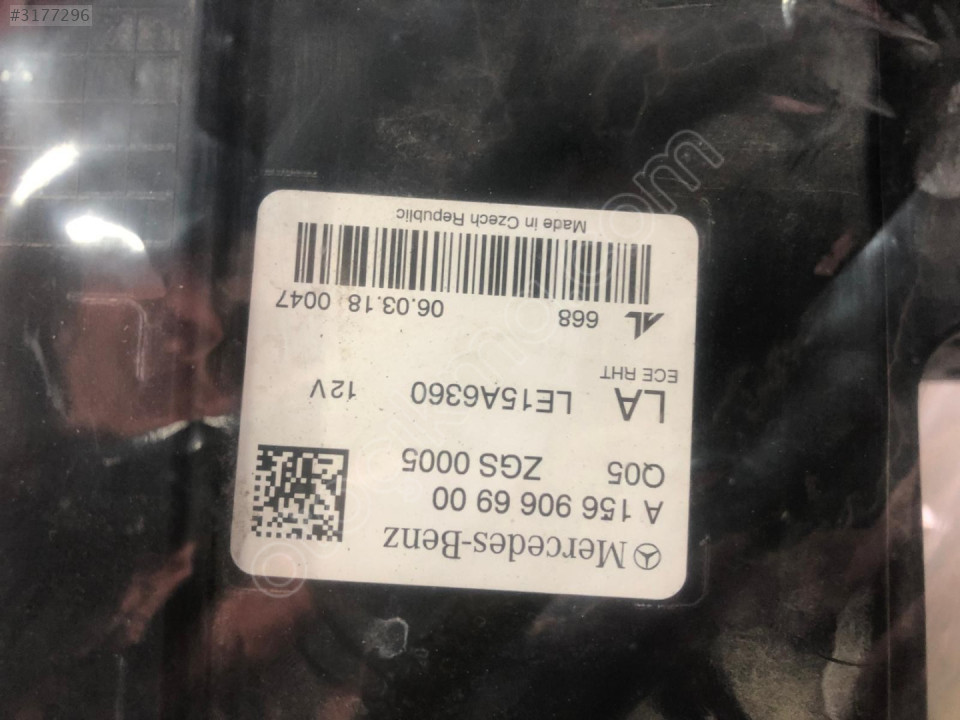 #3177296
Mercedes-Benz
A 156 906 69 00
Q05 ZGS 0005
LA LE15A6360 12V
ECE RHT
AL 668 06.03.18 0047
Made in Czech Republic